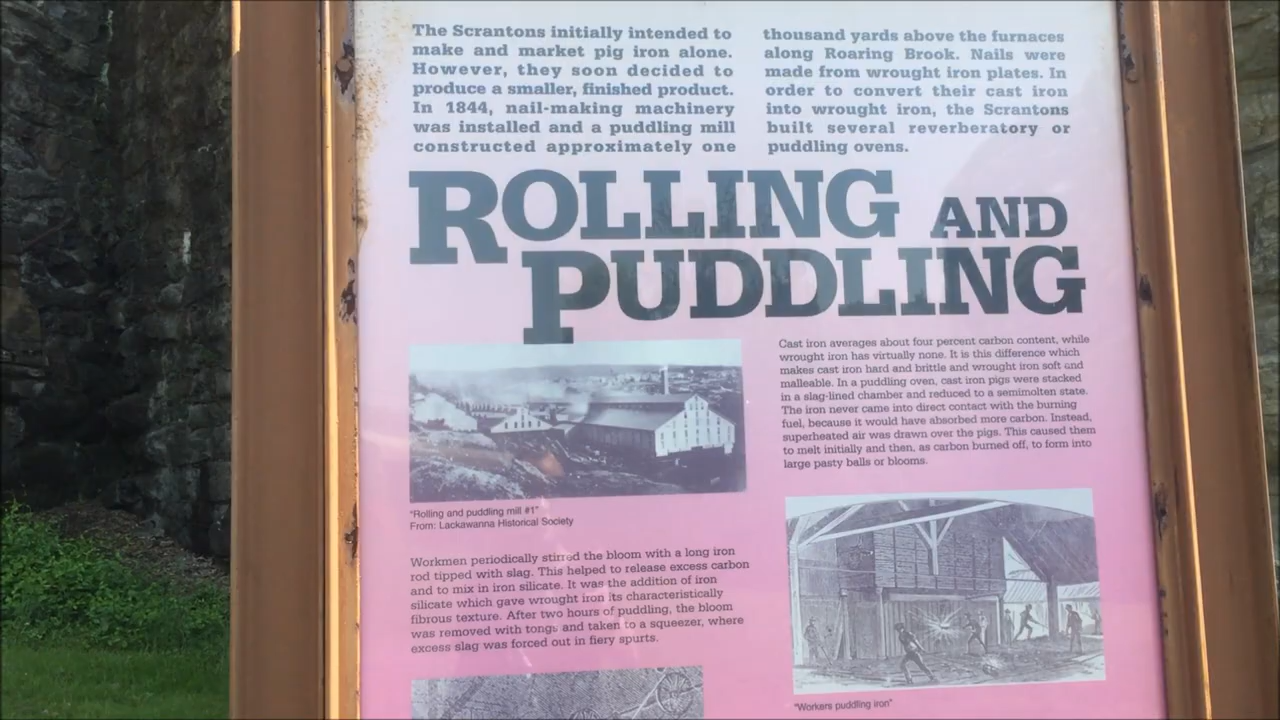 The Scrantons initially intended to
make and market pig iron alone.
However, they soon decided to
produce a smaller, finished product.
In 1844, nail-making machinery
was installed and a puddling mill
constructed approximately one
thousand yards above the furnaces
along Roaring Brook. Nails were
made from wrought iron plates. In
order to convert their cast iron
into wrought iron, the Scrantons
built several reverberatory or
puddling ovens.
ROLLING AND
PUDDLING
"Rolling and puddling mill #1"
From: Lackawanna Historical Society
Workmen periodically stirred the bloom with a long iron
rod tipped with slag. This helped to release excess carbon
and to mix in iron silicate. It was the addition of iron
silicate which gave wrought iron its characteristically
fibrous texture. After two hours of puddling, the bloom
was removed with tongs and taken to a squeezer, where
excess slag was forced out in fiery spurts.
Cast iron averages about four percent carbon content, while
wrought iron has virtually none. It is this difference which
makes cast iron hard and brittle and wrought iron soft and
malleable. In a puddling oven, cast iron pigs were stacked
in a slag-lined chamber and reduced to a semimolten state.
The iron never came into direct contact with the burning
fuel, because it would have absorbed more carbon. Instead,
superheated air was drawn over the pigs. This caused them
to melt initially and then, as carbon burned off, to form into
large pasty balls or blooms.
"Workers puddling iron"